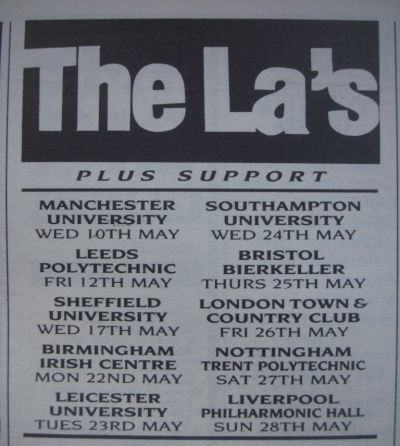 The La's
PLUS SUPPORT
MANCHESTER
UNIVERSITY
WED 10TH MAY
LEEDS
POLYTECHNIC
FRI 12TH MAY
SHEFFIELD
UNIVERSITY
WED 17TH MAY
BIRMINGHAM
IRISH CENTRE
MON 22ND MAY
LEICESTER
UNIVERSITY
TUES 23RD MAY
SOUTHAMPTON
UNIVERSITY
WED 24TH MAY
BRISTOL
BIERKELLER
THURS 25TH MAY
LONDON TOWN &
COUNTRY CLUB
FRI 26TH MAY
NOTTINGHAM
TRENT POLYTECHNIC
SAT 27TH MAY
LIVERPOOL
PHILHARMONIC HALL
SUN 28TH MAY